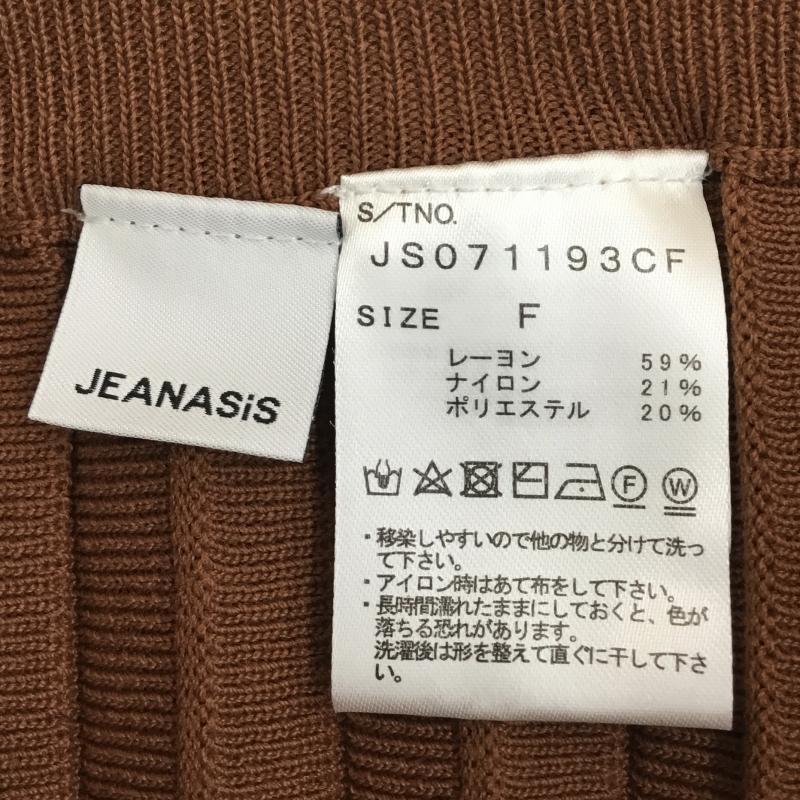 JEANASiS
S/TNO.
JS071193CF
SIZE F
レーヨン 59%
ナイロン 21%
ポリエステル 20%
F W
・移染しやすいので他の物と分けて洗っ
て下さい。
・アイロン時はあて布をして下さい。
・長時間濡れたままにしておくと、色が
落ちる恐れがあります。
洗濯後は形を整えて直ぐに干して下さ
い。